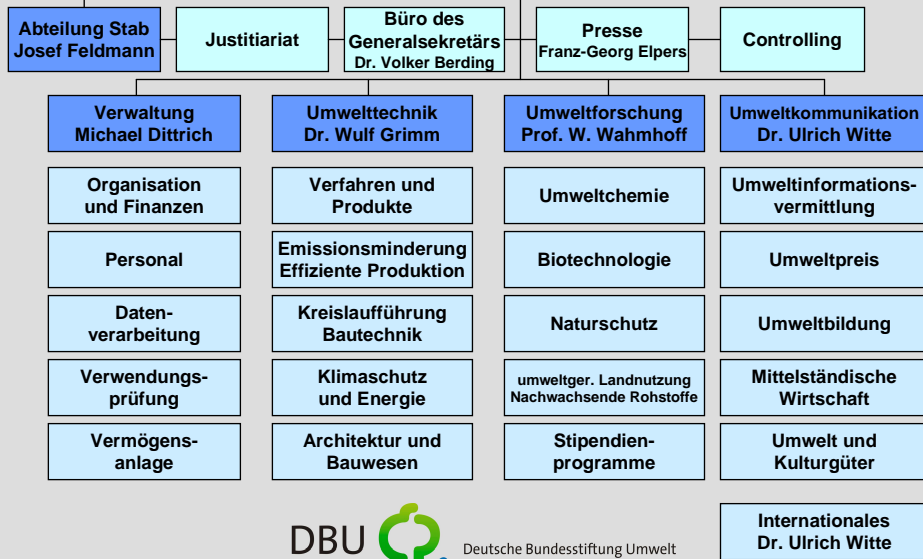 Abteilung Stab
Josef Feldmann
Justitiariat
Büro des
Generalsekretärs
Dr. Volker Berding
Presse
Franz-Georg Elpers
Controlling
Verwaltung
Michael Dittrich
Umwelttechnik
Dr. Wulf Grimm
Umweltforschung
Prof. W. Wahmhoff
Umweltkommunikation
Dr. Ulrich Witte
Organisation
und Finanzen
Verfahren und
Produkte
Umweltchemie
Umweltinformations-
vermittlung
Personal
Emissionsminderung
Effiziente Produktion
Biotechnologie
Umweltpreis
Daten-
verarbeitung
Kreislaufführung
Bautechnik
Naturschutz
Umweltbildung
Verwendungs-
prüfung
Klimaschutz
und Energie
umweltger. Landnutzung
Nachwachsende Rohstoffe
Mittelständische
Wirtschaft
Vermögens-
anlage
Architektur und
Bauwesen
Stipendien-
programme
Umwelt und
Kulturgüter
Internationales
Dr. Ulrich Witte
DBU
Deutsche Bundesstiftung Umwelt